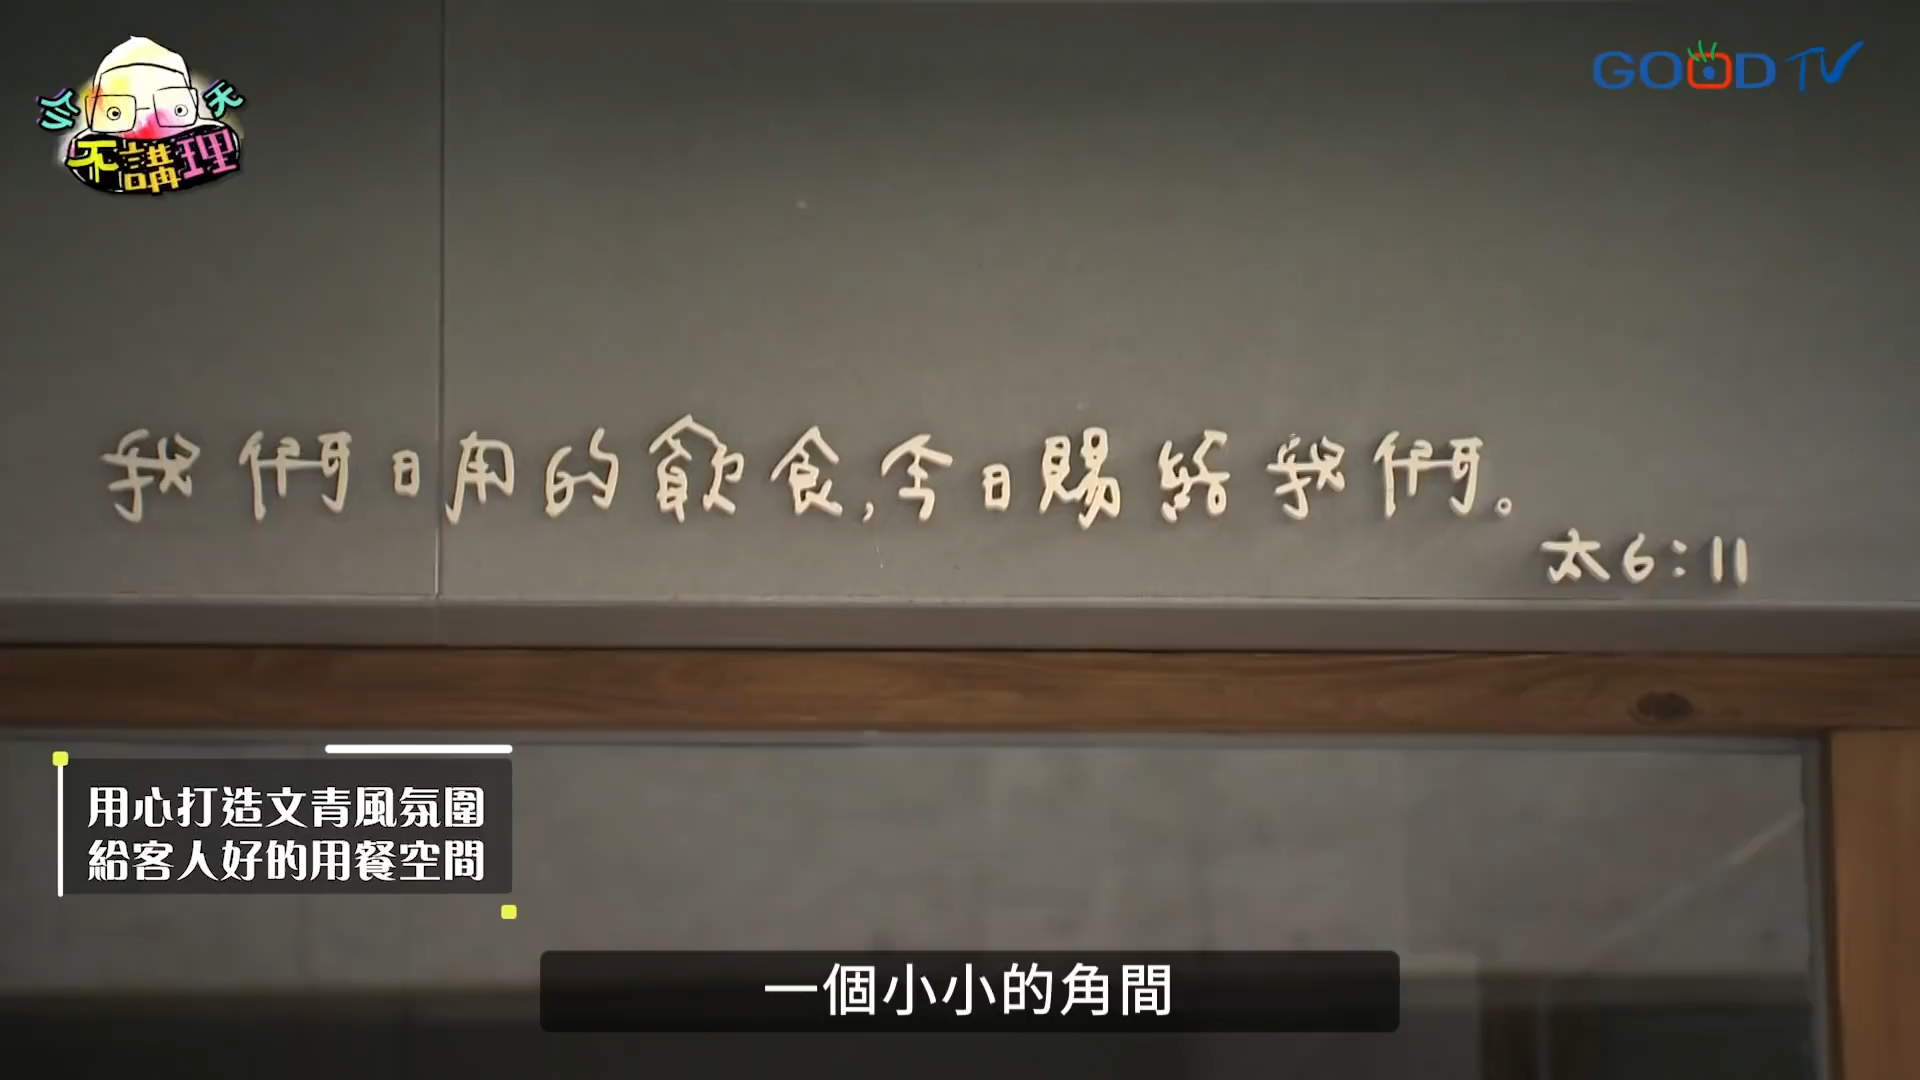 今天
不講理
GOOD TV
我們日用的飲食,今日賜給我們。
太6:11
用心打造文青風氛圍
給客人好的用餐空間
一個小小的角間